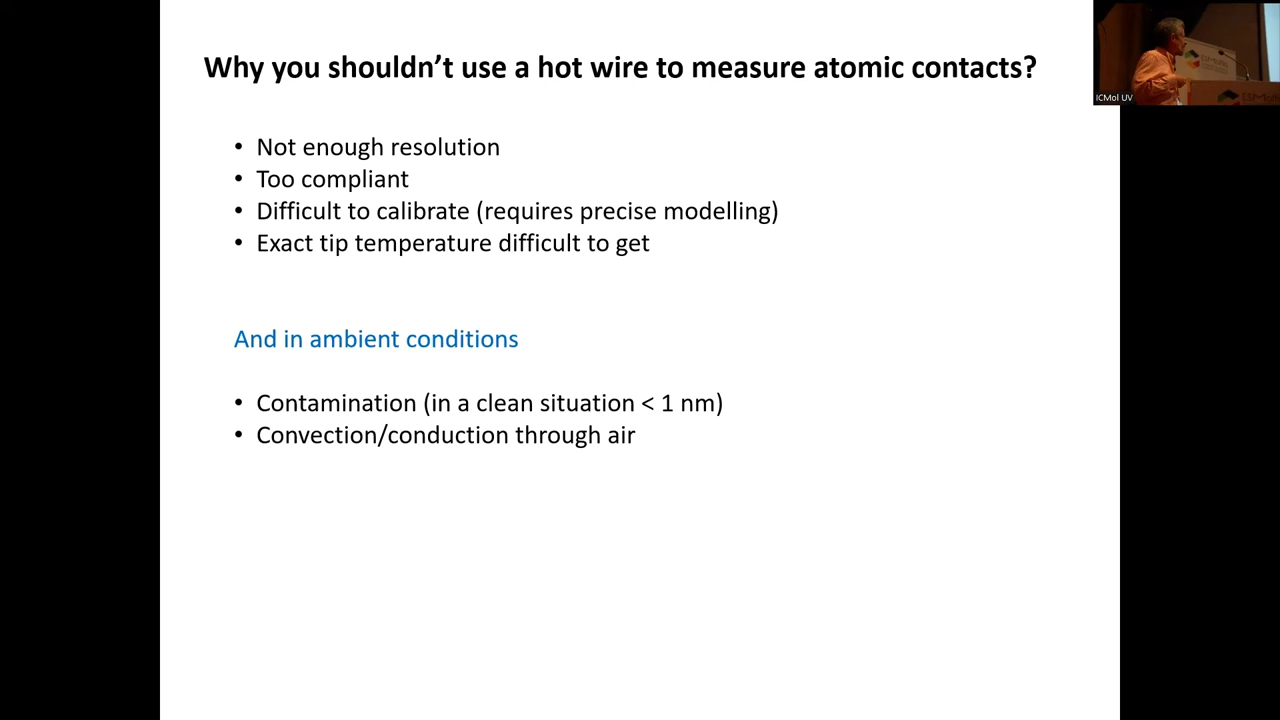 Why you shouldn't use a hot wire to measure atomic contacts?
• Not enough resolution
• Too compliant
• Difficult to calibrate (requires precise modelling)
• Exact tip temperature difficult to get
And in ambient conditions
• Contamination (in a clean situation < 1 nm)
• Convection/conduction through air
ICMol UV